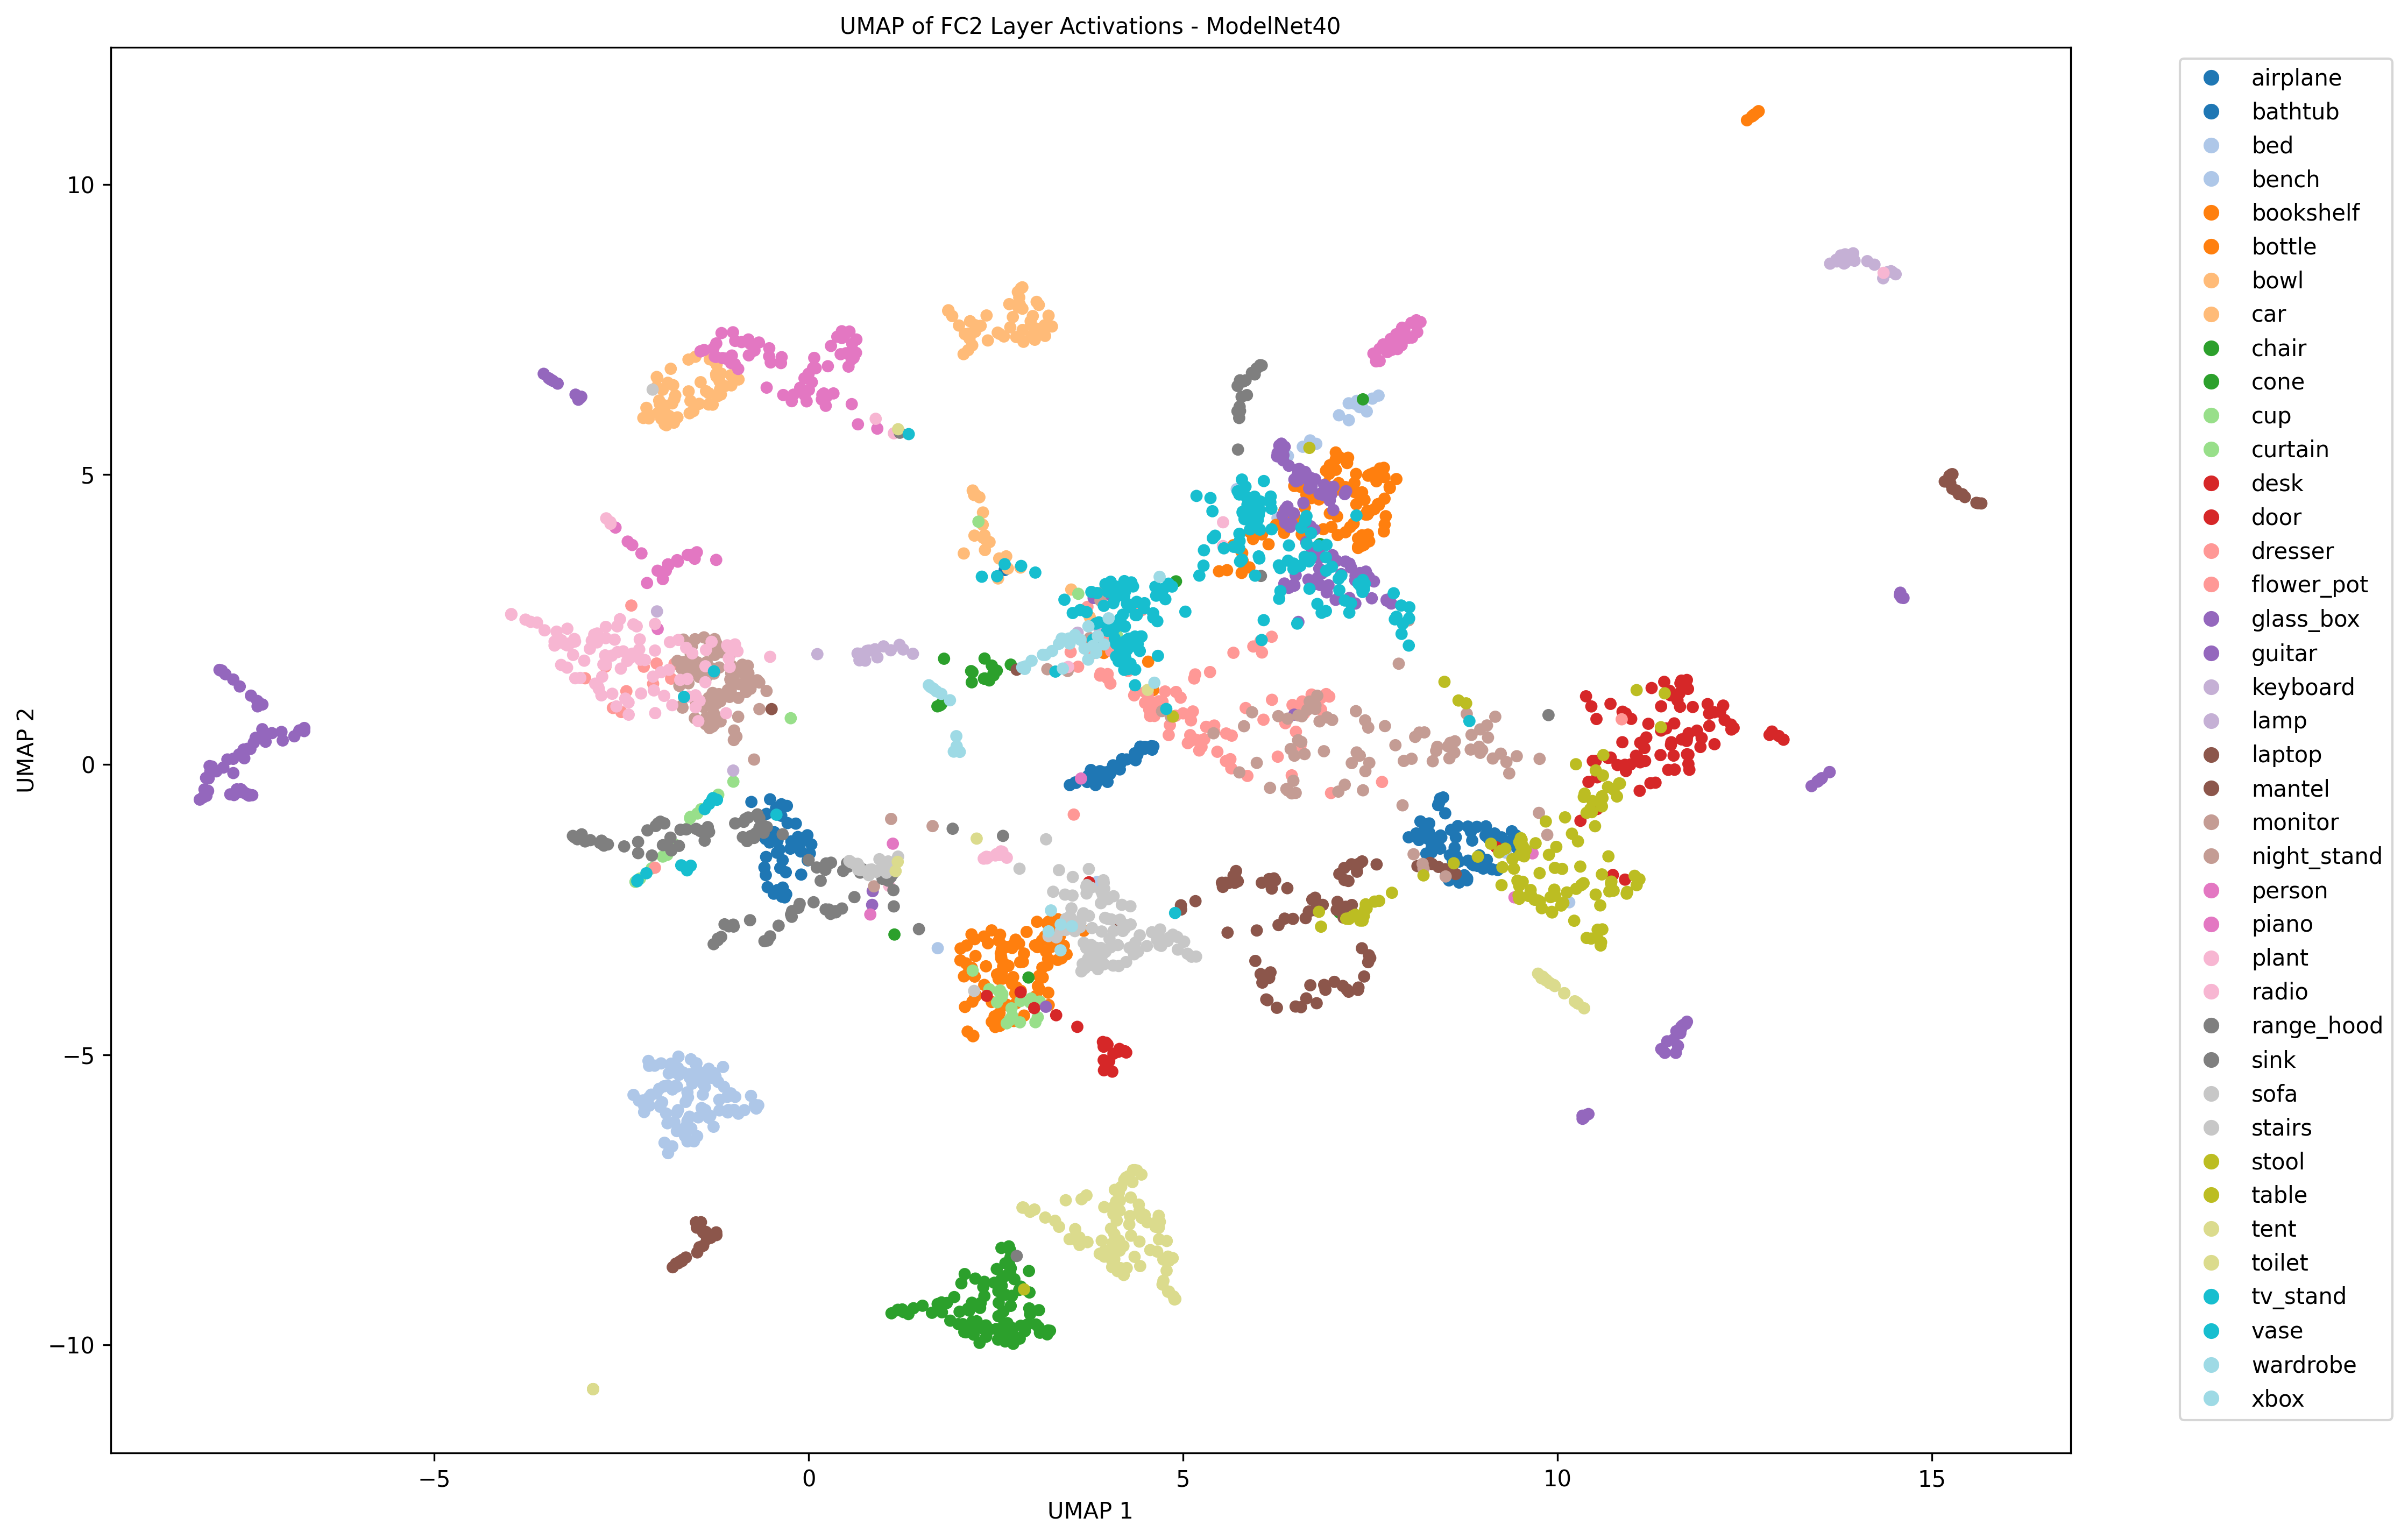 UMAP of FC2 Layer Activations - ModelNet40
UMAP 2
10
5
0
−5
−10
−5
0
5
10
15
UMAP 1
airplane
bathtub
bed
bench
bookshelf
bottle
bowl
car
chair
cone
cup
curtain
desk
door
dresser
flower_pot
glass_box
guitar
keyboard
lamp
laptop
mantel
monitor
night_stand
person
piano
plant
radio
range_hood
sink
sofa
stairs
stool
table
tent
toilet
tv_stand
vase
wardrobe
xbox